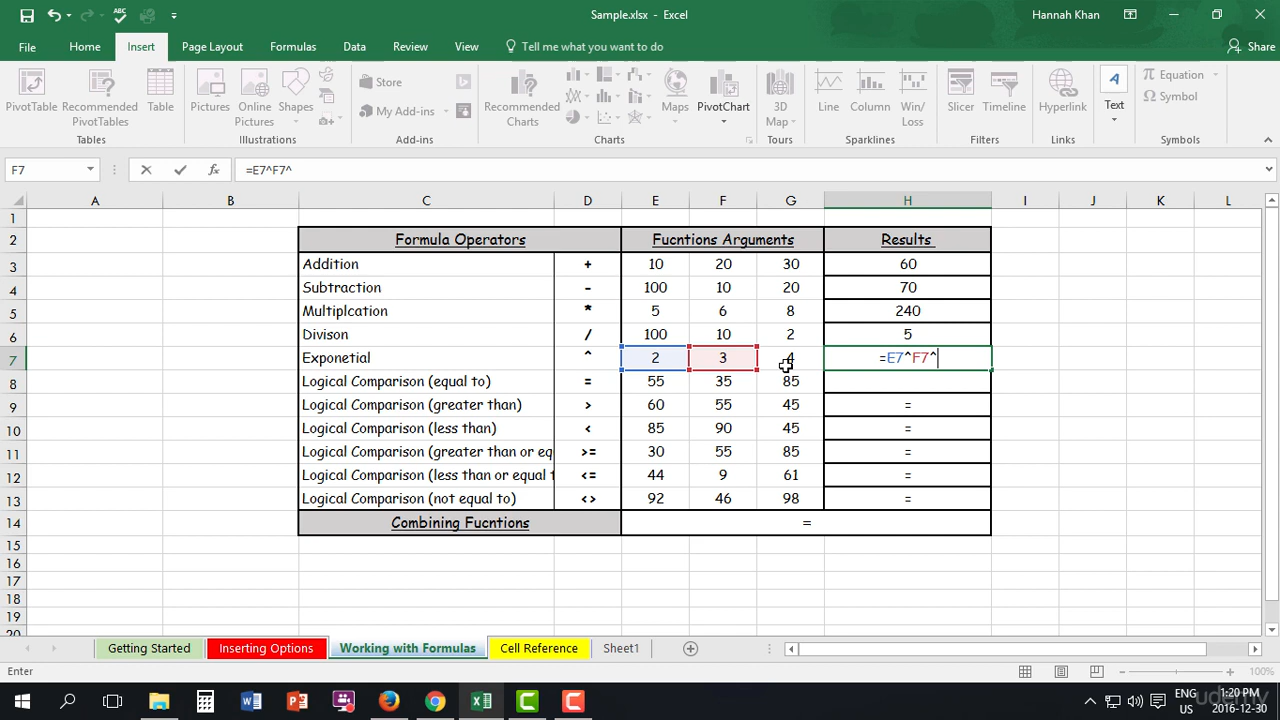 Sample.xlsx - Excel
Hannah Khan
File Home Insert Page Layout Formulas Data Review View Tell me what you want to do Share
PivotTable
Recommended PivotTables
Table
Tables
Pictures
Online Pictures
Shapes
Illustrations
Store
My Add-ins
Add-ins
Recommended Charts
Maps
PivotChart
Charts
3D Map
Tours
Line
Column
Win/Loss
Sparklines
Slicer
Timeline
Filters
Hyperlink
Links
Text
Equation
Symbol
Symbols
F7 fx =E7^F7^
A B C D E F G H I J K L
1
2 Formula Operators Fucntions Arguments Results
3 Addition + 10 20 30 60
4 Subtraction - 100 10 20 70
5 Multiplcation * 5 6 8 240
6 Divison / 100 10 2 5
7 Exponetial ^ 2 3 4 =E7^F7^
8 Logical Comparison (equal to) = 55 35 85
9 Logical Comparison (greater than) > 60 55 45 =
10 Logical Comparison (less than) < 85 90 45 =
11 Logical Comparison (greater than or eq >= 30 55 85 =
12 Logical Comparison (less than or equal t <= 44 9 61 =
13 Logical Comparison (not equal to) <> 92 46 98 =
14 Combining Fucntions =
15
16
17
18
19
20
Getting Started Inserting Options Working with Formulas Cell Reference Sheet1
Enter 100%
ENG 1:20 PM
US 2016-12-30
udemy